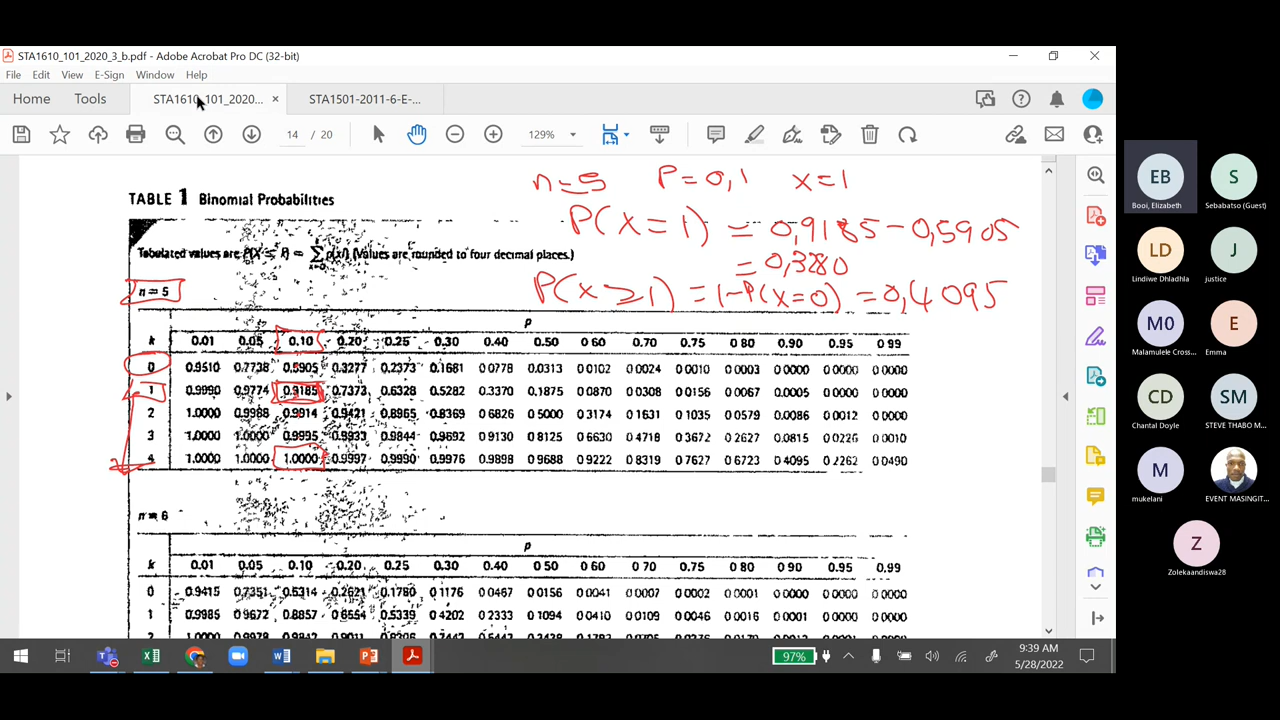 STA1610_101_2020_3_b.pdf - Adobe Acrobat Pro DC (32-bit)
File Edit View E-Sign Window Help
Home Tools STA1610_101_2020... × STA1501-2011-6-E-...
14 / 20 129%
n=5 P=0,1 x=1
TABLE 1 Binomial Probabilities
P(x=1) = 0,9185-0,5905
Tabulated values are (Values are rounded to four decimal places.)
= 0,3280
n = 5
P(x≥1) = 1-P(x=0) = 0,4095
p
k 0.01 0.05 0.10 0.20 0.25 0.30 0.40 0.50 0 60 0.70 0.75 0 80 0.90 0.95 0 99
0 0.9510 0.7738 0.5905 0.3277 0.2373 0.1681 0 0778 0.0313 0 0102 0 0024 0 0010 0 0003 0 0000 0 0000 0 0000
1 0.9990 0.9774 0.9185 0.7373 0.6328 0.5282 0.3370 0.1875 0 0870 0 0308 0 0156 0 0067 0.0005 0 0000 0 0000
2 1.0000 0.9988 0.9914 0.9421 0.8965 0.8369 0.6826 0.5000 0.3174 0.1631 0.1035 0.0579 0.0086 0.0012 0 0000
3 1.0000 1.0000 0.9995 0.9933 0.9844 0.9692 0.9130 0.8125 0.6630 0 4718 0.3672 0.2627 0.0815 0.0226 0 0010
4 1.0000 1.0000 1.0000 0.9997 0.9990 0.9976 0.9898 0.9688 0.9222 0.8319 0.7627 0.6723 0.4095 0.2262 0.0490
n = 6
p
k 0.01 0.05 0.10 0.20 0.25 0.30 0.40 0 50 0 60 0.70 0.75 0 80 0.90 0.95 0.99
0 0.9415 0.7351 0.5314 0.2621 0.1780 0.1176 0.0467 0.0156 0.0041 0 0007 0 0002 0 0001 0 0000 0 0000 0 0000
1 0.9985 0.9672 0.8857 0.6554 0.5339 0.4202 0 2333 0.1094 0 0410 0 0109 0 0046 0 0016 0 0001 0 0000 0 0000
EB
Booi, Elizabeth
S
Sebabatso (Guest)
LD
Lindiwe Dhladhla
J
justice
M0
Malamulele Cross...
E
Emma
CD
Chantal Doyle
SM
STEVE THABO M...
M
mukelani
EVENT MASINGIT...
Z
Zolekaandiswa28
97%
9:39 AM
5/28/2022